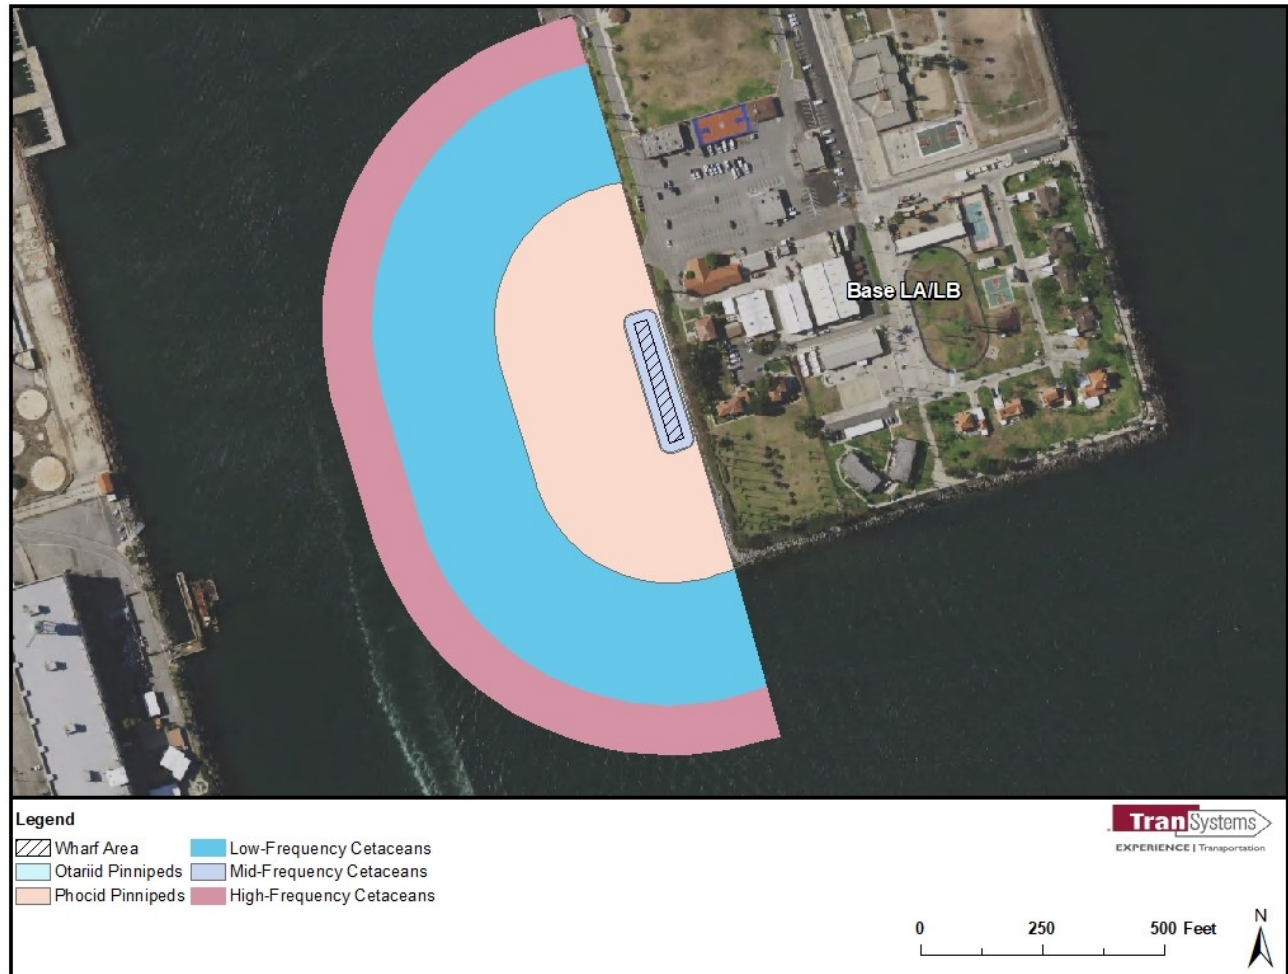 Base LA/LB
Legend
Wharf Area
Otariid Pinnipeds
Phocid Pinnipeds
Low-Frequency Cetaceans
Mid-Frequency Cetaceans
High-Frequency Cetaceans
TranSystems
EXPERIENCE | Transportation
0 250 500 Feet
N